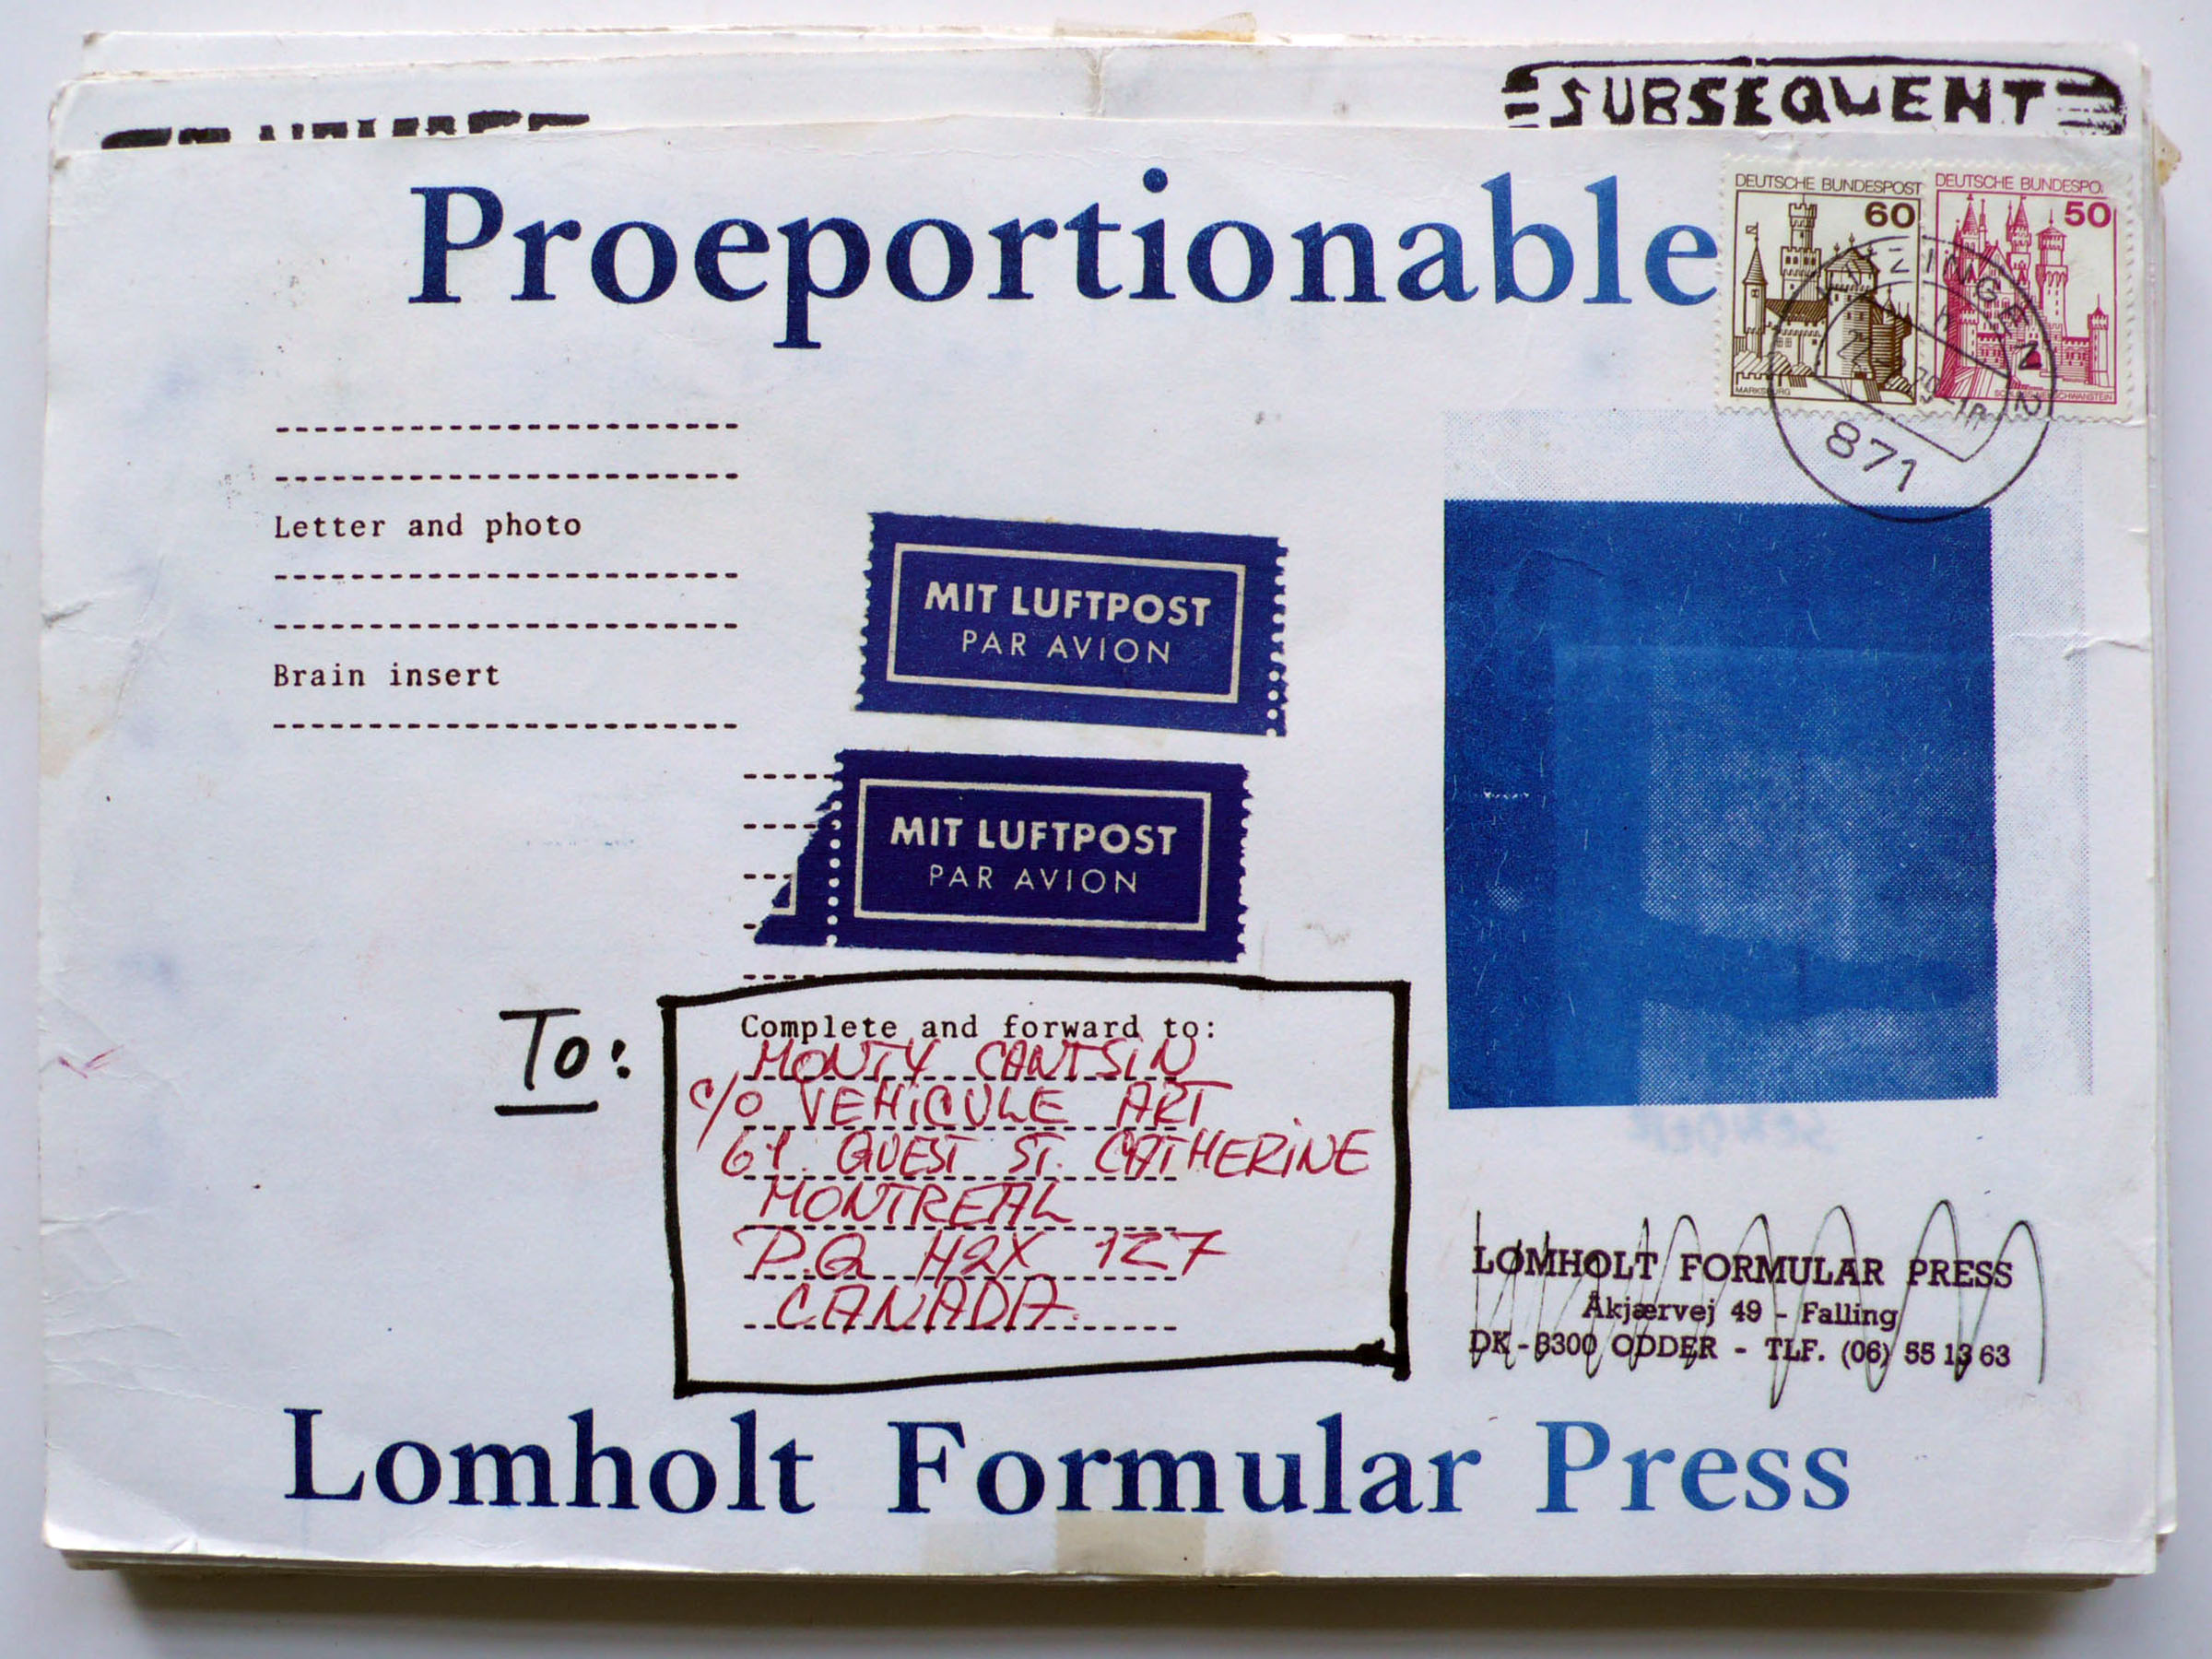 SUBSEQUENT
Proeportionable
DEUTSCHE BUNDESPOST
60
MARKSBURG
DEUTSCHE BUNDESPO
50
871
Letter and photo
Brain insert
MIT LUFTPOST
PAR AVION
MIT LUFTPOST
PAR AVION
To:
Complete and forward to:
MONTY CANTSIN
c/o VEHICULE ART
61. OUEST ST. CATHERINE
MONTREAL
P.Q. H2X 1Z7
CANADA
LOMHOLT FORMULAR PRESS
Åkjærvej 49 - Falling
DK-8300 ODDER - TLF. (06) 55 13 63
Lomholt Formular Press